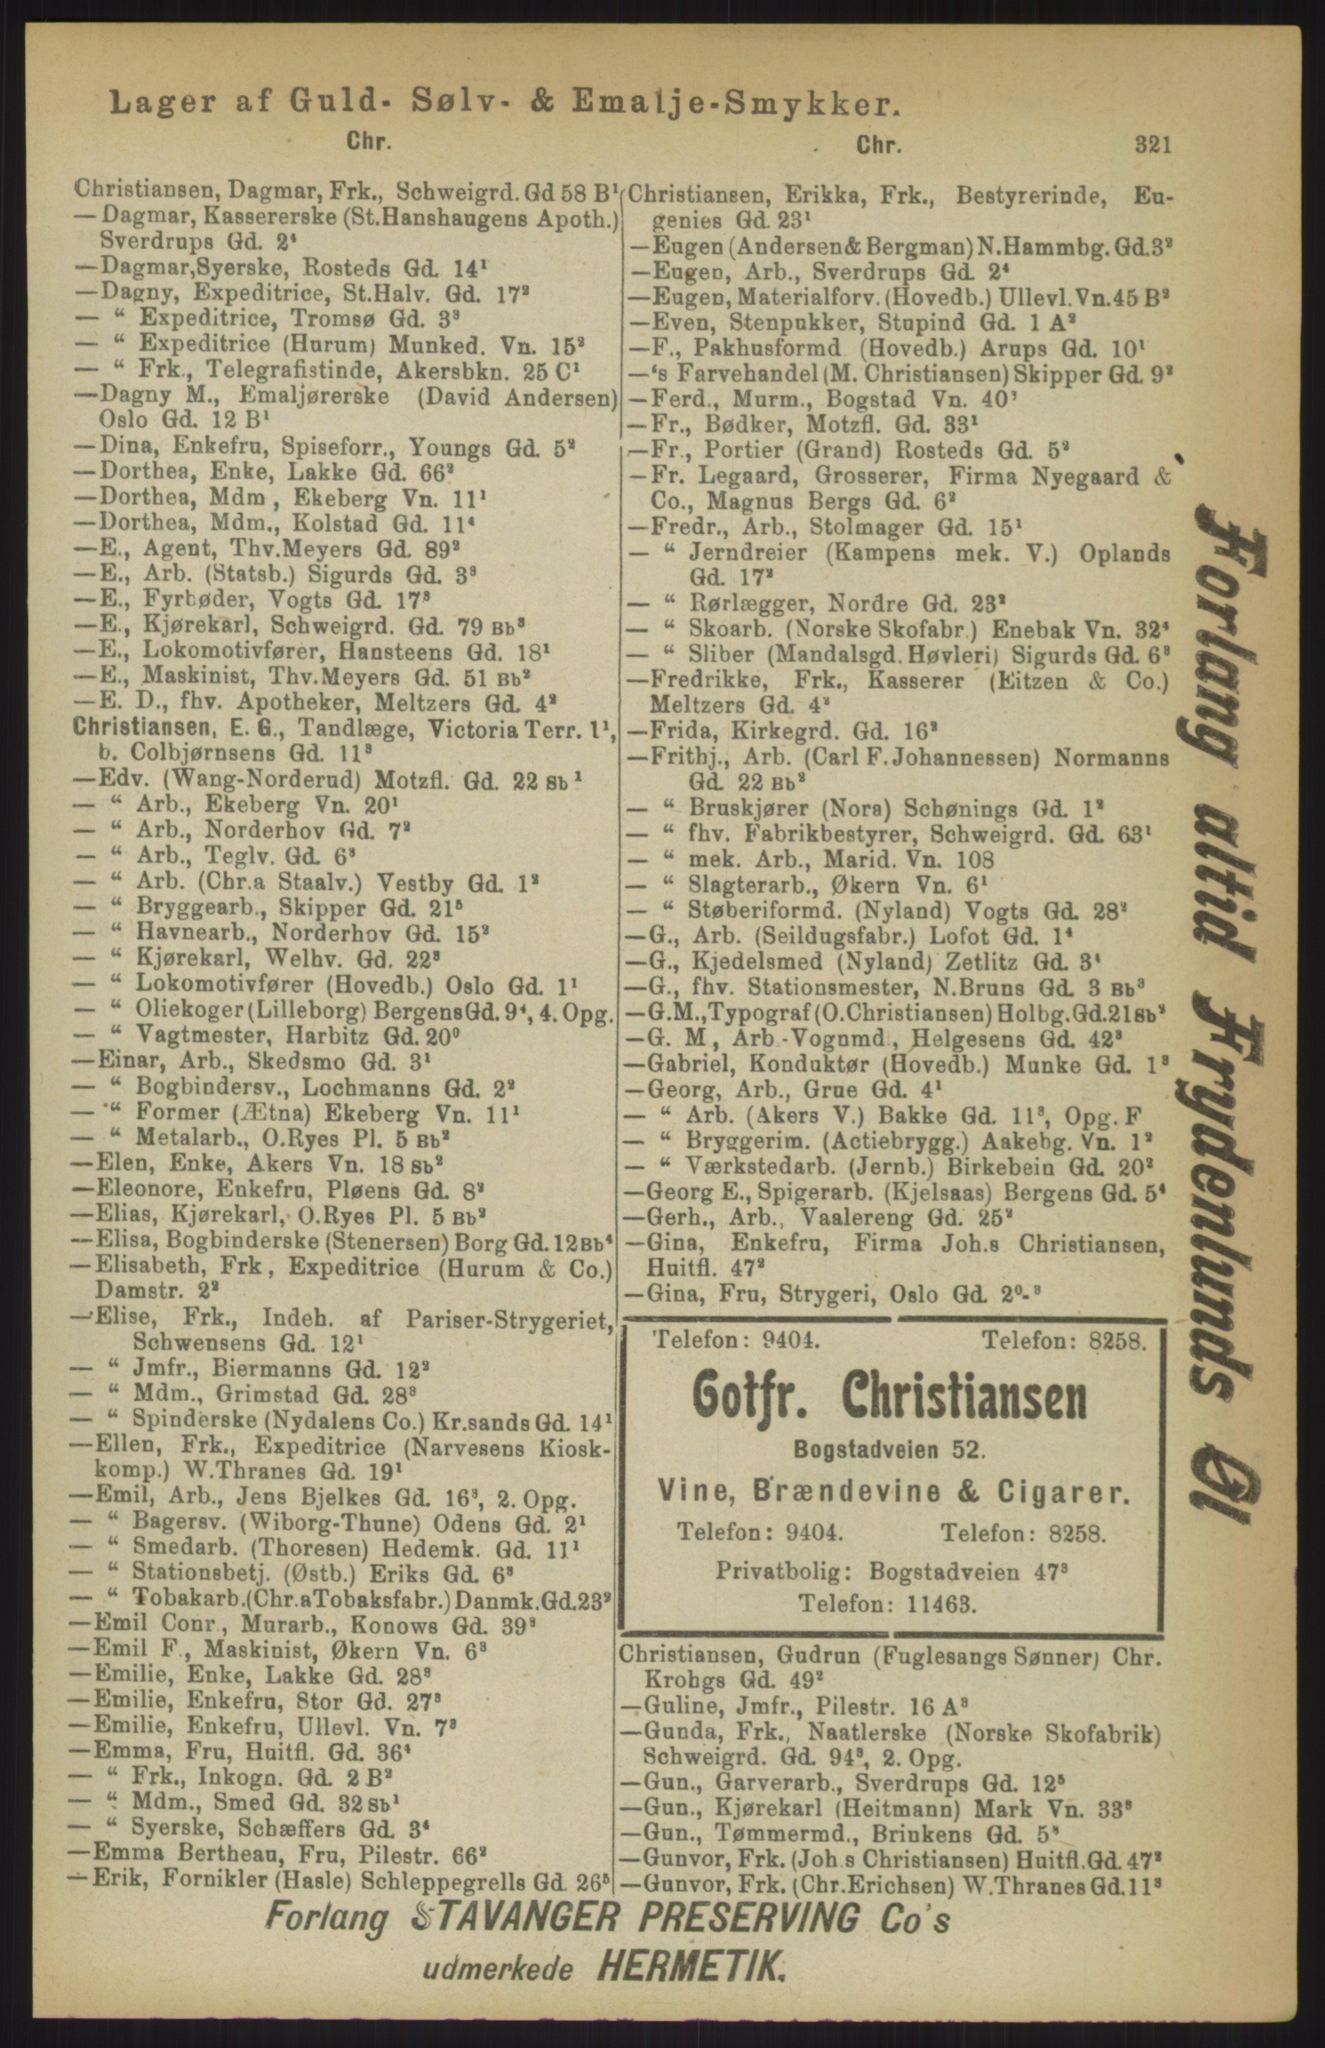 Lager af Guld- Sølv- & Emalje-Smykker.
Chr.
Chr.
321
Christiansen, Dagmar, Frk., Schweigrd. Gd 58 B¹
—Dagmar, Kassererske (St.Hanshaugens Apoth.)
Sverdrups Gd. 2⁴
—Dagmar, Syerske, Rosteds Gd. 14¹
—Dagny, Expeditrice, St.Halv. Gd. 17²
— “ Expeditrice, Tromsø Gd. 3³
— “ Expeditrice (Hurum) Munked. Vn. 15²
— “ Frk., Telegrafistinde, Akersbkn. 25 C¹
—Dagny M., Emaljørerske (David Andersen)
Oslo Gd. 12 B¹
—Dina, Enkefru, Spiseforr., Youngs Gd. 5²
—Dorthea, Enke, Lakke Gd. 66²
—Dorthea, Mdm, Ekeberg Vn. 11¹
—Dorthea, Mdm., Kolstad Gd. 11⁴
—E., Agent, Thv.Meyers Gd. 89²
—E., Arb. (Statsb.) Sigurds Gd. 3³
—E., Fyrbøder, Vogts Gd. 17³
—E., Kjørekarl, Schweigrd. Gd. 79 Bb³
—E., Lokomotivfører, Hansteens Gd. 18¹
—E., Maskinist, Thv.Meyers Gd. 51 Bb²
—E. D., fhv. Apotheker, Meltzers Gd. 4²
Christiansen, E. G., Tandlæge, Victoria Terr. 1¹,
b. Colbjørnsens Gd. 11³
—Edv. (Wang-Norderud) Motzfl. Gd. 22 Sb¹
— “ Arb., Ekeberg Vn. 20¹
— “ Arb., Norderhov Gd. 7²
— “ Arb., Teglv. Gd. 6³
— “ Arb. (Chr.a Staalv.) Vestby Gd. 1²
— “ Bryggearb., Skipper Gd. 21⁵
— “ Havnearb., Norderhov Gd. 15²
— “ Kjørekarl, Welhv. Gd. 22³
— “ Lokomotivfører (Hovedb.) Oslo Gd. 1¹
— “ Oliekoger (Lilleborg) Bergens Gd. 9⁴, 4. Opg.
— “ Vagtmester, Harbitz Gd. 20⁰
—Einar, Arb., Skedsmo Gd. 3¹
— “ Bogbindersv., Lochmanns Gd. 2²
— “ Former (Ætna) Ekeberg Vn. 11¹
— “ Metalarb., O.Ryes Pl. 5 Bb²
—Elen, Enke, Akers Vn. 18 Sb²
—Eleonore, Enkefru, Pløens Gd. 8²
—Elias, Kjørekarl, O.Ryes Pl. 5 Bb²
—Elisa, Bogbinderske (Stenersen) Borg Gd. 12Bb⁴
—Elisabeth, Frk, Expeditrice (Hurum & Co.)
Damstr. 2²
—Elise, Frk., Indeh. af Pariser-Strygeriet,
Schwensens Gd. 12¹
— “ Jmfr., Biermanns Gd. 12²
— “ Mdm., Grimstad Gd. 28³
— “ Spinderske (Nydalens Co.) Kr.sands Gd. 14¹
—Ellen, Frk., Expeditrice (Narvesens Kiosk-
komp.) W.Thranes Gd. 19¹
—Emil, Arb., Jens Bjelkes Gd. 16³, 2. Opg.
— “ Bagersv. (Wiborg-Thune) Odens Gd. 2¹
— “ Smedarb. (Thoresen) Hedemk. Gd. 11¹
— “ Stationsbetj. (Østb.) Eriks Gd. 6³
— “ Tobakarb. (Chr.a Tobaksfabr.) Danmk.Gd.23²
—Emil Conr, Murarb., Konows Gd. 39³
—Emil F., Maskinist, Økern Vn. 6³
—Emilie, Enke, Lakke Gd. 28³
—Emilie, Enkefru, Stor Gd. 27³
—Emilie, Enkefru, Ullevl. Vn. 7³
—Emma, Fru, Huitfl. Gd. 36⁴
— “ Frk., Inkogn. Gd. 2 B²
— “ Mdm., Smed Gd. 32 Sb¹
— “ Syerske, Schæffers Gd. 3⁴
—Emma Bertheau, Fru, Pilestr. 66²
—Erik, Fornikler (Hasle) Schleppegrells Gd. 26⁵
Christiansen, Erikka, Frk., Bestyrerinde, Eu-
genies Gd. 23¹
—Eugen (Andersen & Bergman) N.Hammbg. Gd.3²
—Eugen, Arb., Sverdrups Gd. 2⁴
—Eugen, Materialforv. (Hovedb.) Ullevl. Vn.45 B²
—Even, Stenpukker, Stupind Gd. 1 A²
—F., Pakhusformd (Hovedb.) Arups Gd. 10¹
—‘s Farvehandel (M. Christiansen) Skipper Gd. 9²
—Ferd., Murm., Bogstad Vn. 40³
—Fr., Bødker, Motzfl. Gd. 33¹
—Fr., Portier (Grand) Rosteds Gd. 5²
—Fr. Legaard, Grosserer, Firma Nyegaard &
Co., Magnus Bergs Gd. 6²
—Fredr., Arb., Stolmager Gd. 15¹
— “ Jerndreier (Kampens mek. V.) Oplands
Gd. 17²
— “ Rørlægger, Nordre Gd. 23²
— “ Skoarb. (Norske Skofabr.) Enebak Vn. 32⁴
— “ Sliber (Mandalsgd. Høvleri) Sigurds Gd. 6³
—Fredrikke, Frk., Kasserer (Eitzen & Co.)
Meltzers Gd. 4²
—Frida, Kirkegrd. Gd. 16²
—Frithj., Arb. (Carl F. Johannessen) Normanns
Gd. 22 Bb²
— “ Bruskjører (Nora) Schønings Gd. 1²
— “ fhv. Fabrikbestyrer, Schweigrd. Gd. 63¹
— “ mek. Arb., Marid. Vn. 108
— “ Slagterarb., Økern Vn. 6¹
— “ Støberiformd. (Nyland) Vogts Gd. 28²
—G., Arb. (Seildugsfabr.) Lofot Gd. 1⁴
—G., Kjedelsmed (Nyland) Zetlitz Gd. 3⁴
—G., fhv. Stationsmester, N.Bruns Gd. 3 Bb³
—G.M., Typograf (O.Christiansen) Holbg.Gd.21Sb³
—G. M, Arb.-Vognmd, Helgesens Gd. 42³
—Gabriel, Konduktør (Hovedb.) Munke Gd. 1³
—Georg, Arb., Grue Gd. 4¹
— “ Arb. (Akers V.) Bakke Gd. 11³, Opg. F
— “ Bryggerim. (Actiebrygg.) Aakebg. Vn. 1²
— “ Værkstedarb. (Jernb.) Birkebein Gd. 20²
—Georg E., Spigerarb. (Kjelsaas) Bergens Gd. 5⁴
—Gerh., Arb., Vaalereng Gd. 25²
—Gina, Enkefru, Firma Joh.s Christiansen,
Huitfl. 47²
—Gina, Fru, Strygeri, Oslo Gd. 2⁰-³
Telefon: 9404. Telefon: 8258.
Gotfr. Christiansen
Bogstadveien 52.
Vine, Brændevine & Cigarer.
Telefon: 9404. Telefon: 8258.
Privatbolig: Bogstadveien 47³
Telefon: 11463.
Christiansen, Gudrun (Fuglesangs Sønner) Chr.
Krohgs Gd. 49²
—Guline, Jmfr., Pilestr. 16 A³
—Gunda, Frk., Naatlerske (Norske Skofabrik)
Schweigrd. Gd. 94³, 2. Opg.
—Gun., Garverarb., Sverdrups Gd. 12⁵
—Gun., Kjørekarl (Heitmann) Mark Vn. 33³
—Gun., Tømmermd., Brinkens Gd. 5³
—Gunvor, Frk. (Joh.s Christiansen) Huitfl.Gd. 47²
—Gunvor, Frk. (Chr.Erichsen) W.Thranes Gd.11³
Forlang altid Frydenlunds Øl
Forlang STAVANGER PRESERVING Co's
udmerkede HERMETIK.